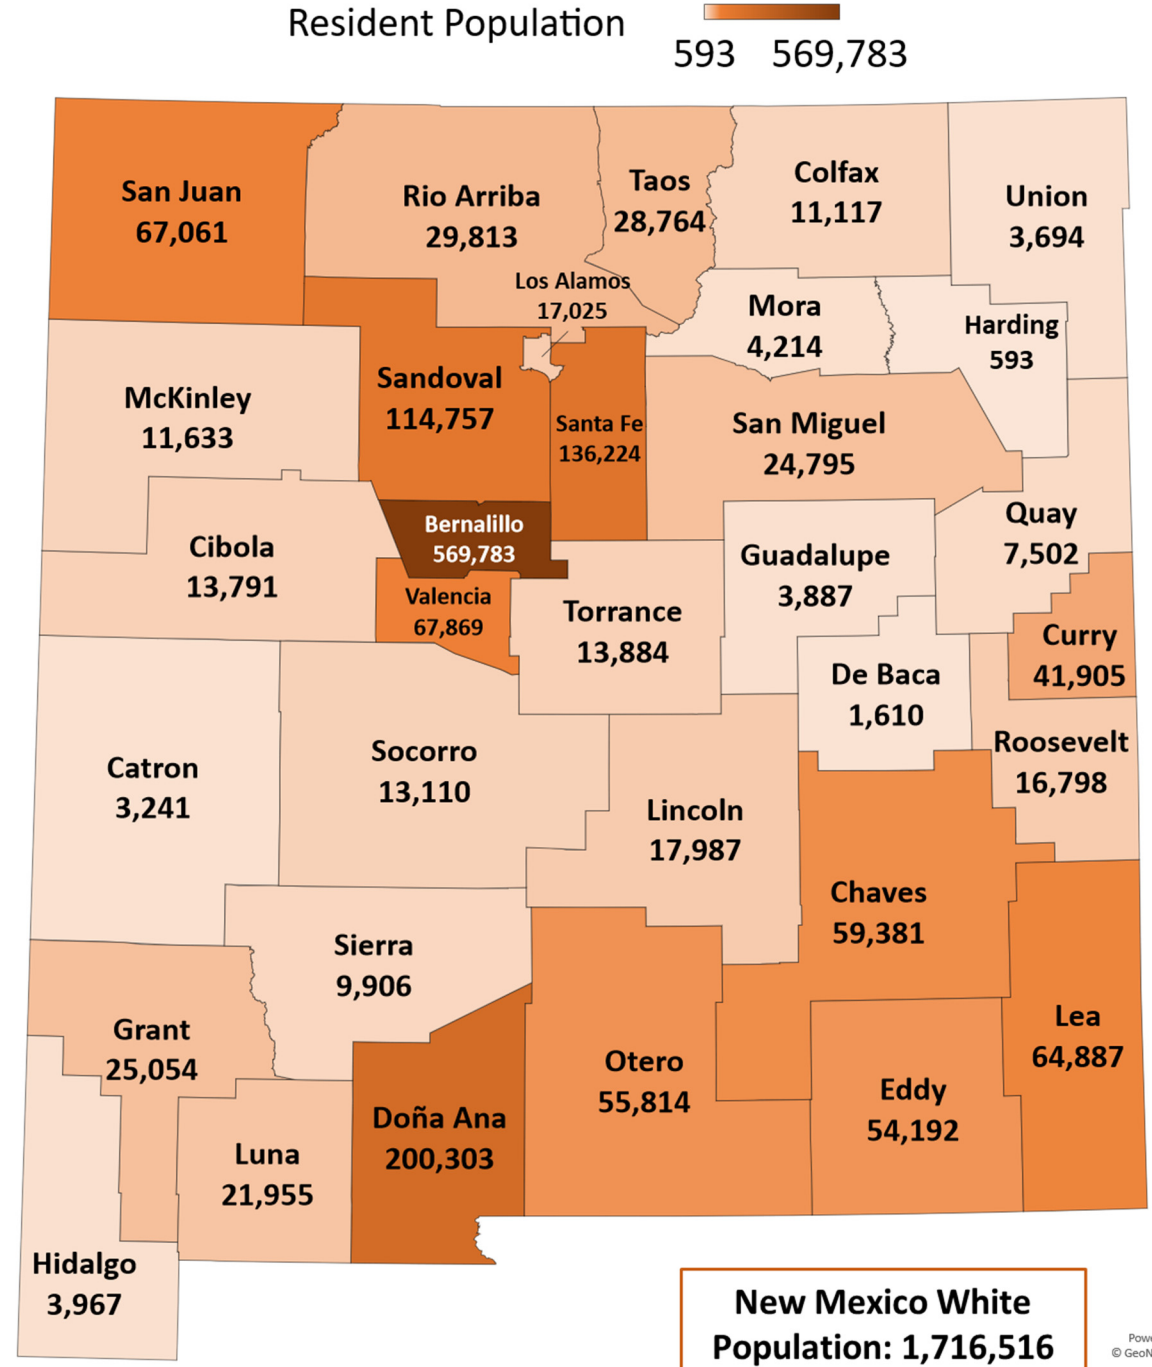 Resident Population
593 569,783
San Juan
67,061
Rio Arriba
29,813
Taos
28,764
Colfax
11,117
Union
3,694
Los Alamos
17,025
Mora
4,214
Harding
593
McKinley
11,633
Sandoval
114,757
Santa Fe
136,224
San Miguel
24,795
Quay
7,502
Cibola
13,791
Bernalillo
569,783
Valencia
67,869
Torrance
13,884
Guadalupe
3,887
Curry
41,905
De Baca
1,610
Roosevelt
16,798
Catron
3,241
Socorro
13,110
Lincoln
17,987
Chaves
59,381
Sierra
9,906
Grant
25,054
Otero
55,814
Eddy
54,192
Lea
64,887
Doña Ana
200,303
Luna
21,955
Hidalgo
3,967
New Mexico White
Population: 1,716,516
Powe
© GeoN